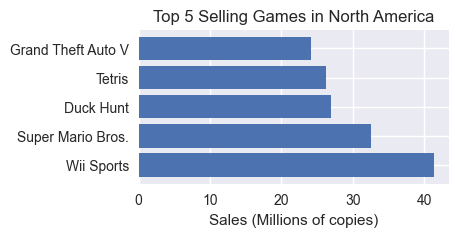 Top 5 Selling Games in North America
Grand Theft Auto V
Tetris
Duck Hunt
Super Mario Bros.
Wii Sports
0 10 20 30 40
Sales (Millions of copies)